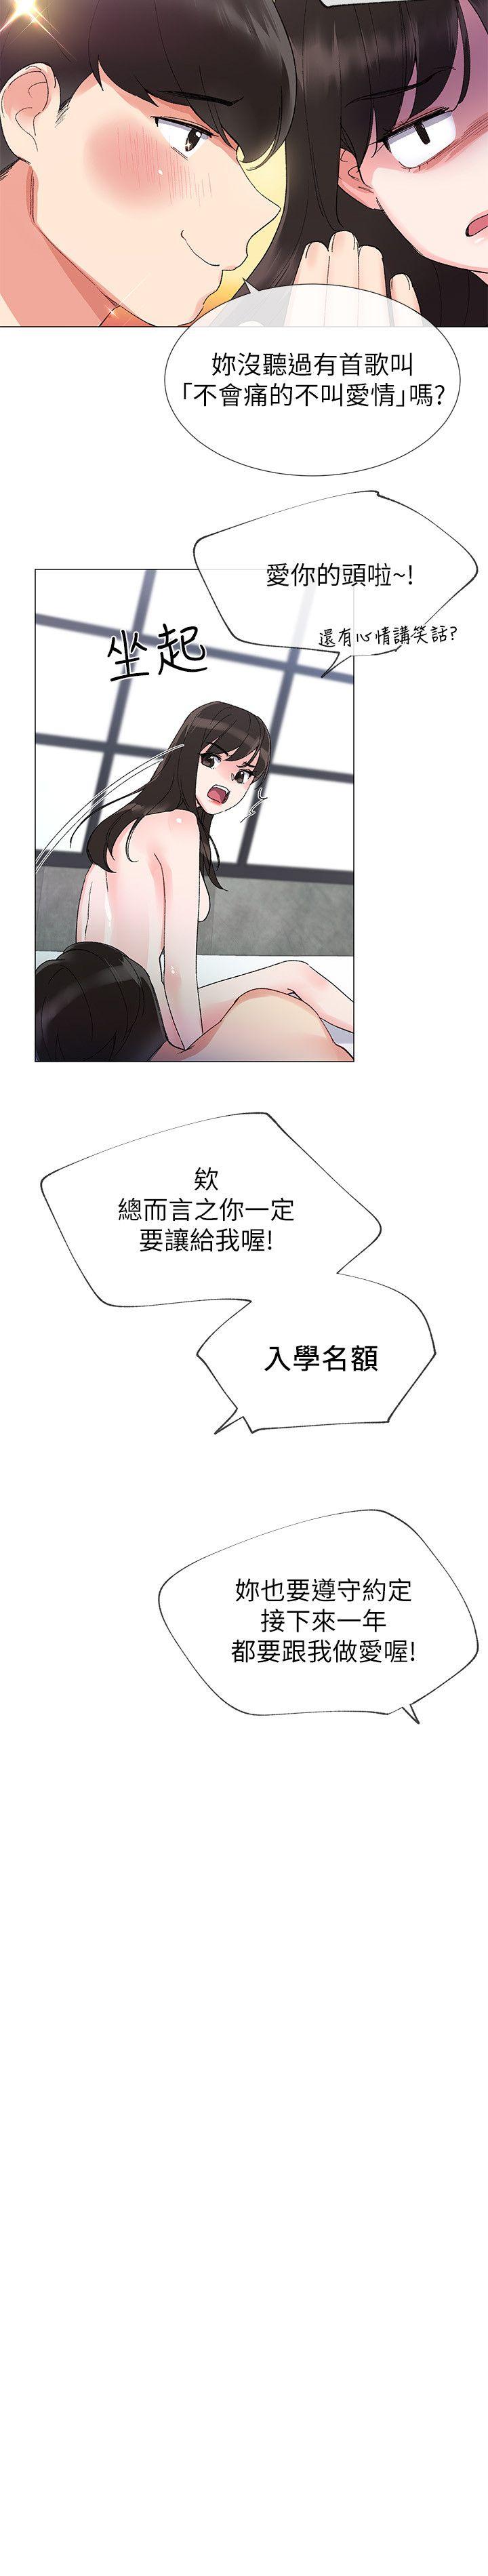 妳沒聽過有首歌叫
「不會痛的不叫愛情」嗎?
愛你的頭啦~!
還有心情講笑話?
坐起
欸
總而言之你一定
要讓給我喔!
入學名額
妳也要遵守約定
接下來一年
都要跟我做愛喔!